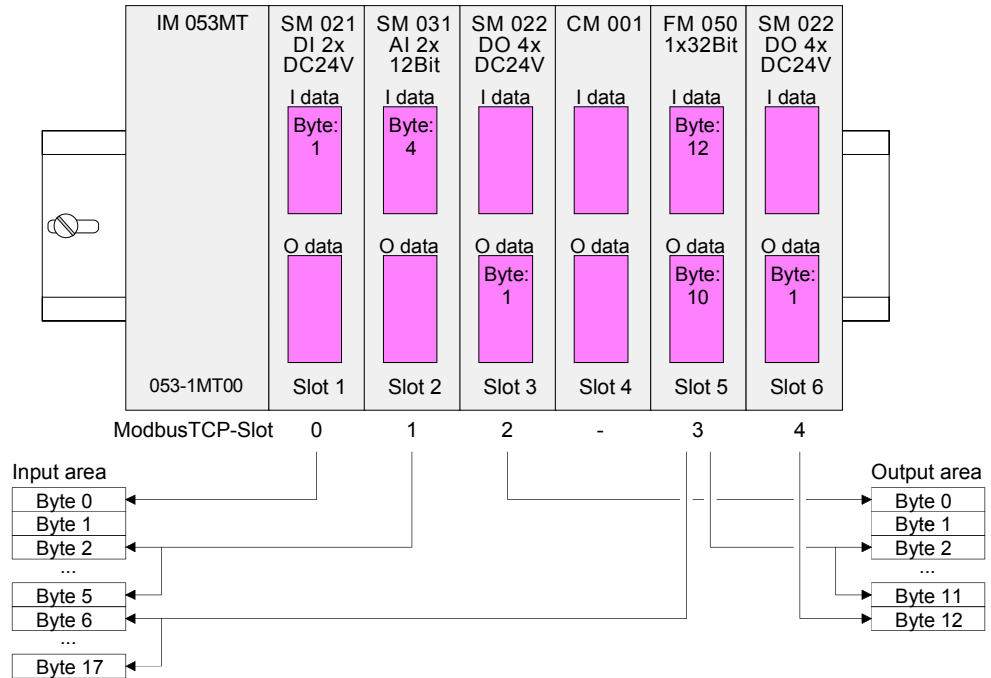 IM 053MT
SM 021
DI 2x
DC24V
SM 031
AI 2x
12Bit
SM 022
DO 4x
DC24V
CM 001
FM 050
1x32Bit
SM 022
DO 4x
DC24V
I data I data I data I data I data I data
Byte:
1
Byte:
4
Byte:
12
O data O data O data O data O data O data
Byte:
1
Byte:
10
Byte:
1
053-1MT00 Slot 1 Slot 2 Slot 3 Slot 4 Slot 5 Slot 6
ModbusTCP-Slot 0 1 2 - 3 4
Input area
Byte 0
Byte 1
Byte 2
...
Byte 5
Byte 6
...
Byte 17
Output area
Byte 0
Byte 1
Byte 2
...
Byte 11
Byte 12